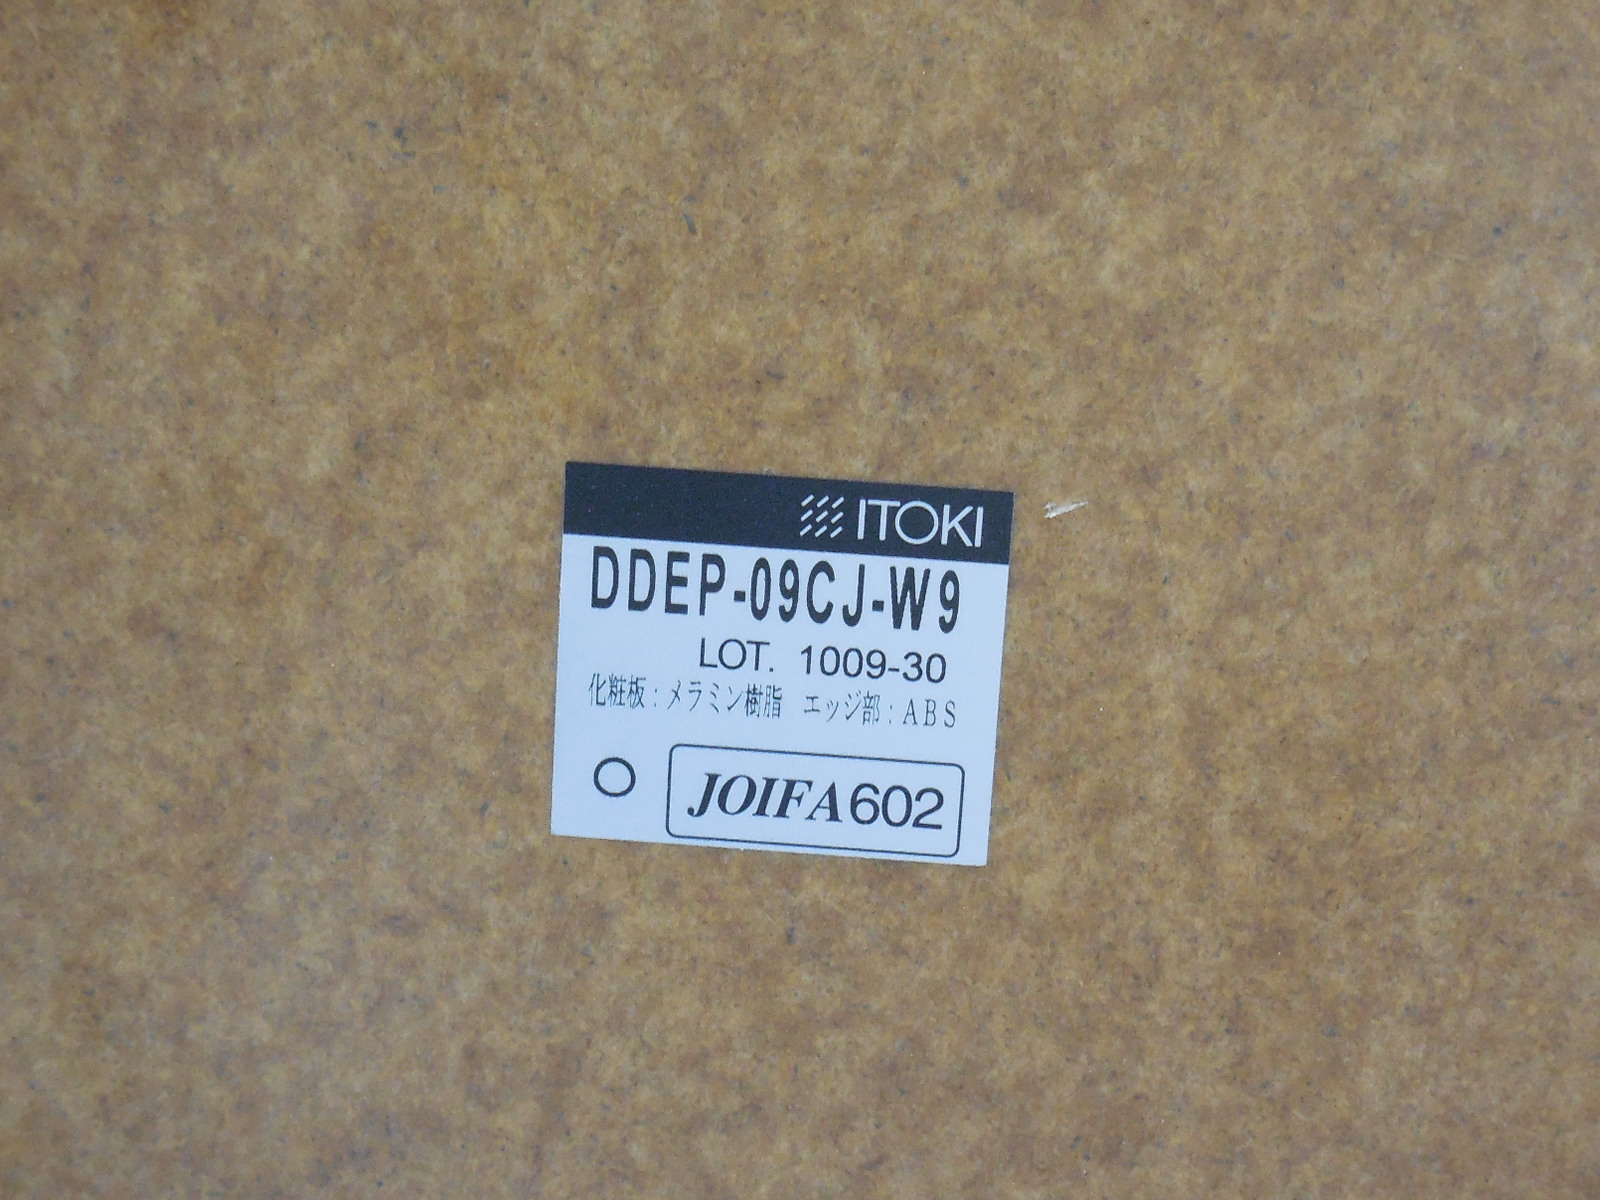 ITOKI
DDEP-09CJ-W9
LOT. 1009-30
化粧板:メラミン樹脂 エッジ部:ABS
○ JOIFA602